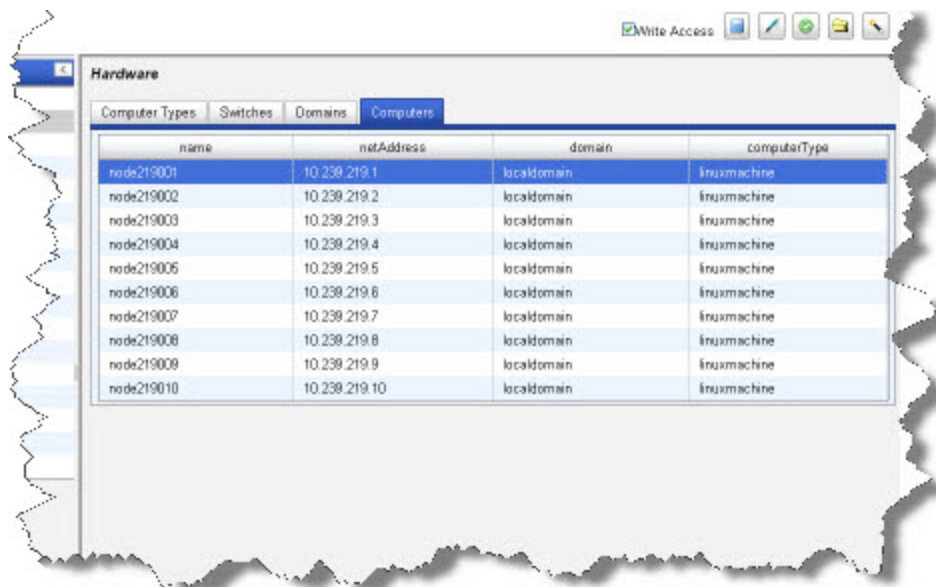 Write Access
Hardware
Computer Types Switches Domains Computers
name netAddress domain computerType
node219001 10.239.219.1 localdomain linuxmachine
node219002 10.239.219.2 localdomain linuxmachine
node219003 10.239.219.3 localdomain linuxmachine
node219004 10.239.219.4 localdomain linuxmachine
node219005 10.239.219.5 localdomain linuxmachine
node219006 10.239.219.6 localdomain linuxmachine
node219007 10.239.219.7 localdomain linuxmachine
node219008 10.239.219.8 localdomain linuxmachine
node219009 10.239.219.9 localdomain linuxmachine
node219010 10.239.219.10 localdomain linuxmachine